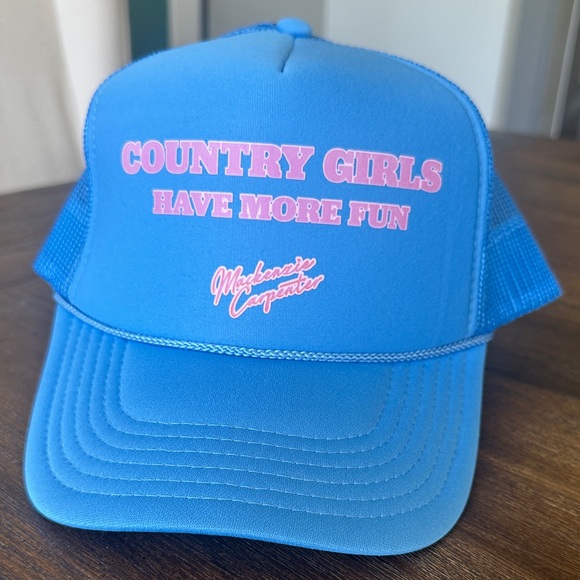 COUNTRY GIRLS
HAVE MORE FUN
Mackenzie
Carpenter